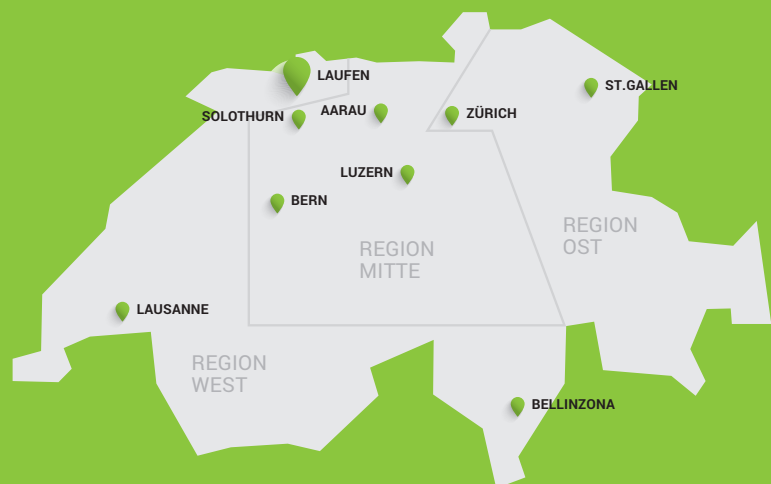 LAUFEN
ST.GALLEN
SOLOTHURN
AARAU
ZÜRICH
LUZERN
BERN
REGION
OST
REGION
MITTE
LAUSANNE
REGION
WEST
BELLINZONA